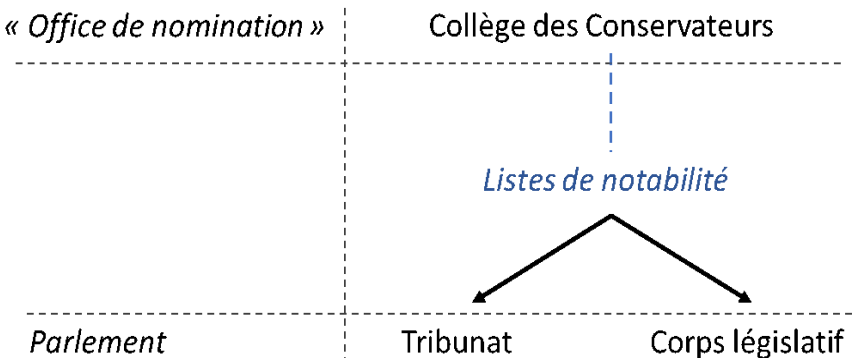 « Office de nomination » Collège des Conservateurs
Listes de notabilité
Parlement Tribunat Corps législatif